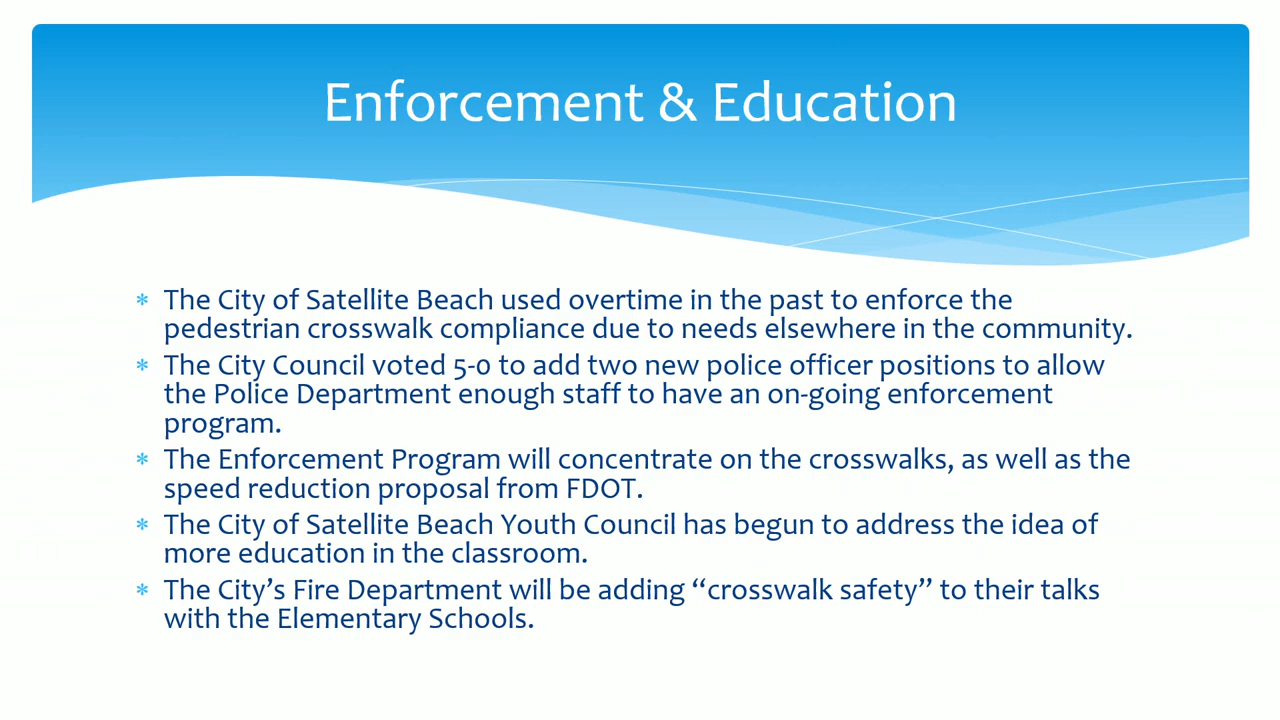 Enforcement & Education
* The City of Satellite Beach used overtime in the past to enforce the
pedestrian crosswalk compliance due to needs elsewhere in the community.
* The City Council voted 5-0 to add two new police officer positions to allow
the Police Department enough staff to have an on-going enforcement
program.
* The Enforcement Program will concentrate on the crosswalks, as well as the
speed reduction proposal from FDOT.
* The City of Satellite Beach Youth Council has begun to address the idea of
more education in the classroom.
* The City’s Fire Department will be adding “crosswalk safety” to their talks
with the Elementary Schools.